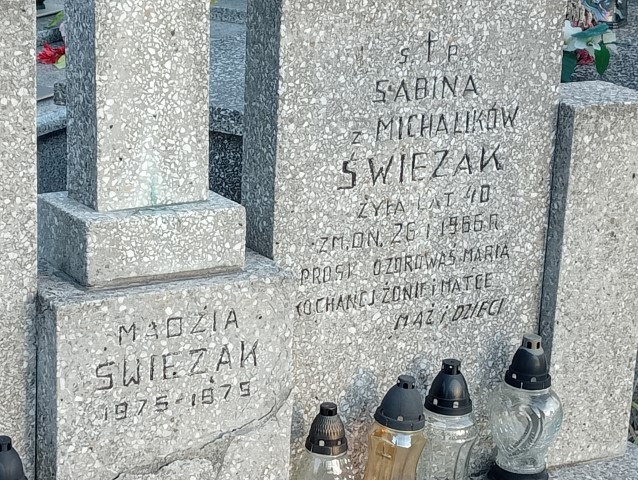 Ś. † P.
SABINA
z MICHALIKÓW
ŚWIEZAK
ŻYŁA LAT 40
ZM. DN. 26 I 1966 R.
PROSI O ZDROWAŚ MARIA
KOCHANEJ ŻONIE i MATCE
MĄŻ i DZIECI
MADZIA
ŚWIEZAK
1975-1975